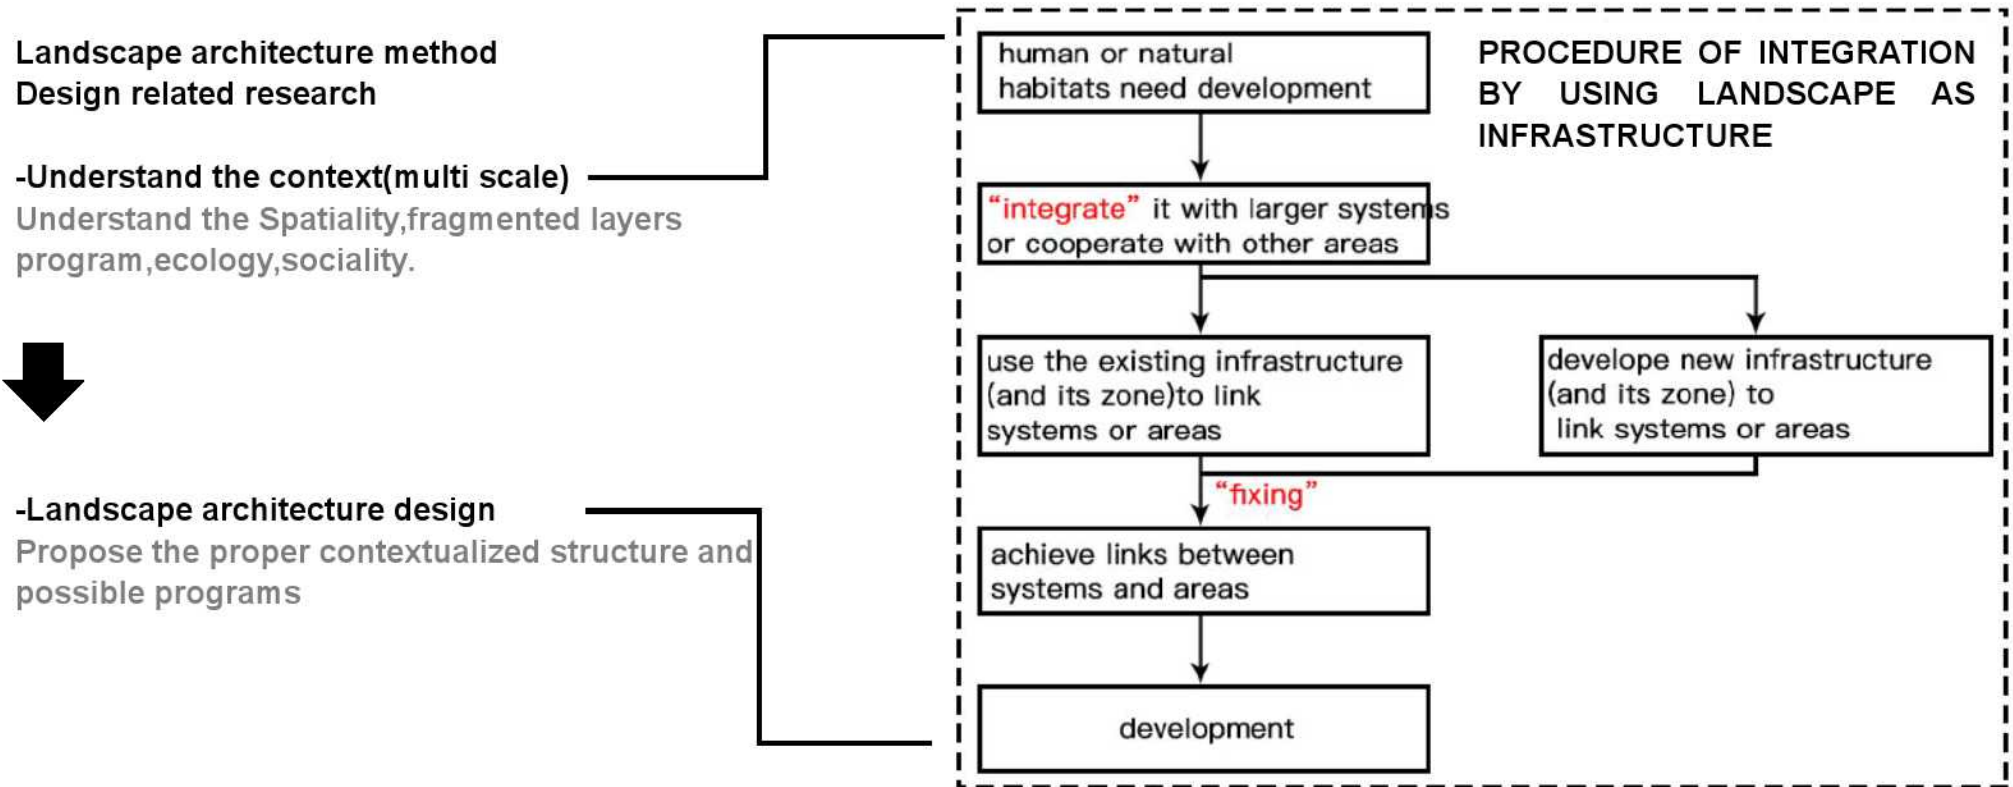 Landscape architecture method
Design related research
-Understand the context(multi scale)
Understand the Spatiality,fragmented layers
program,ecology,sociality.
-Landscape architecture design
Propose the proper contextualized structure and
possible programs
PROCEDURE OF INTEGRATION
BY USING LANDSCAPE AS
INFRASTRUCTURE
human or natural
habitats need development
“integrate” it with larger systems
or cooperate with other areas
use the existing infrastructure
(and its zone)to link
systems or areas
develope new infrastructure
(and its zone) to
link systems or areas
“fixing”
achieve links between
systems and areas
development